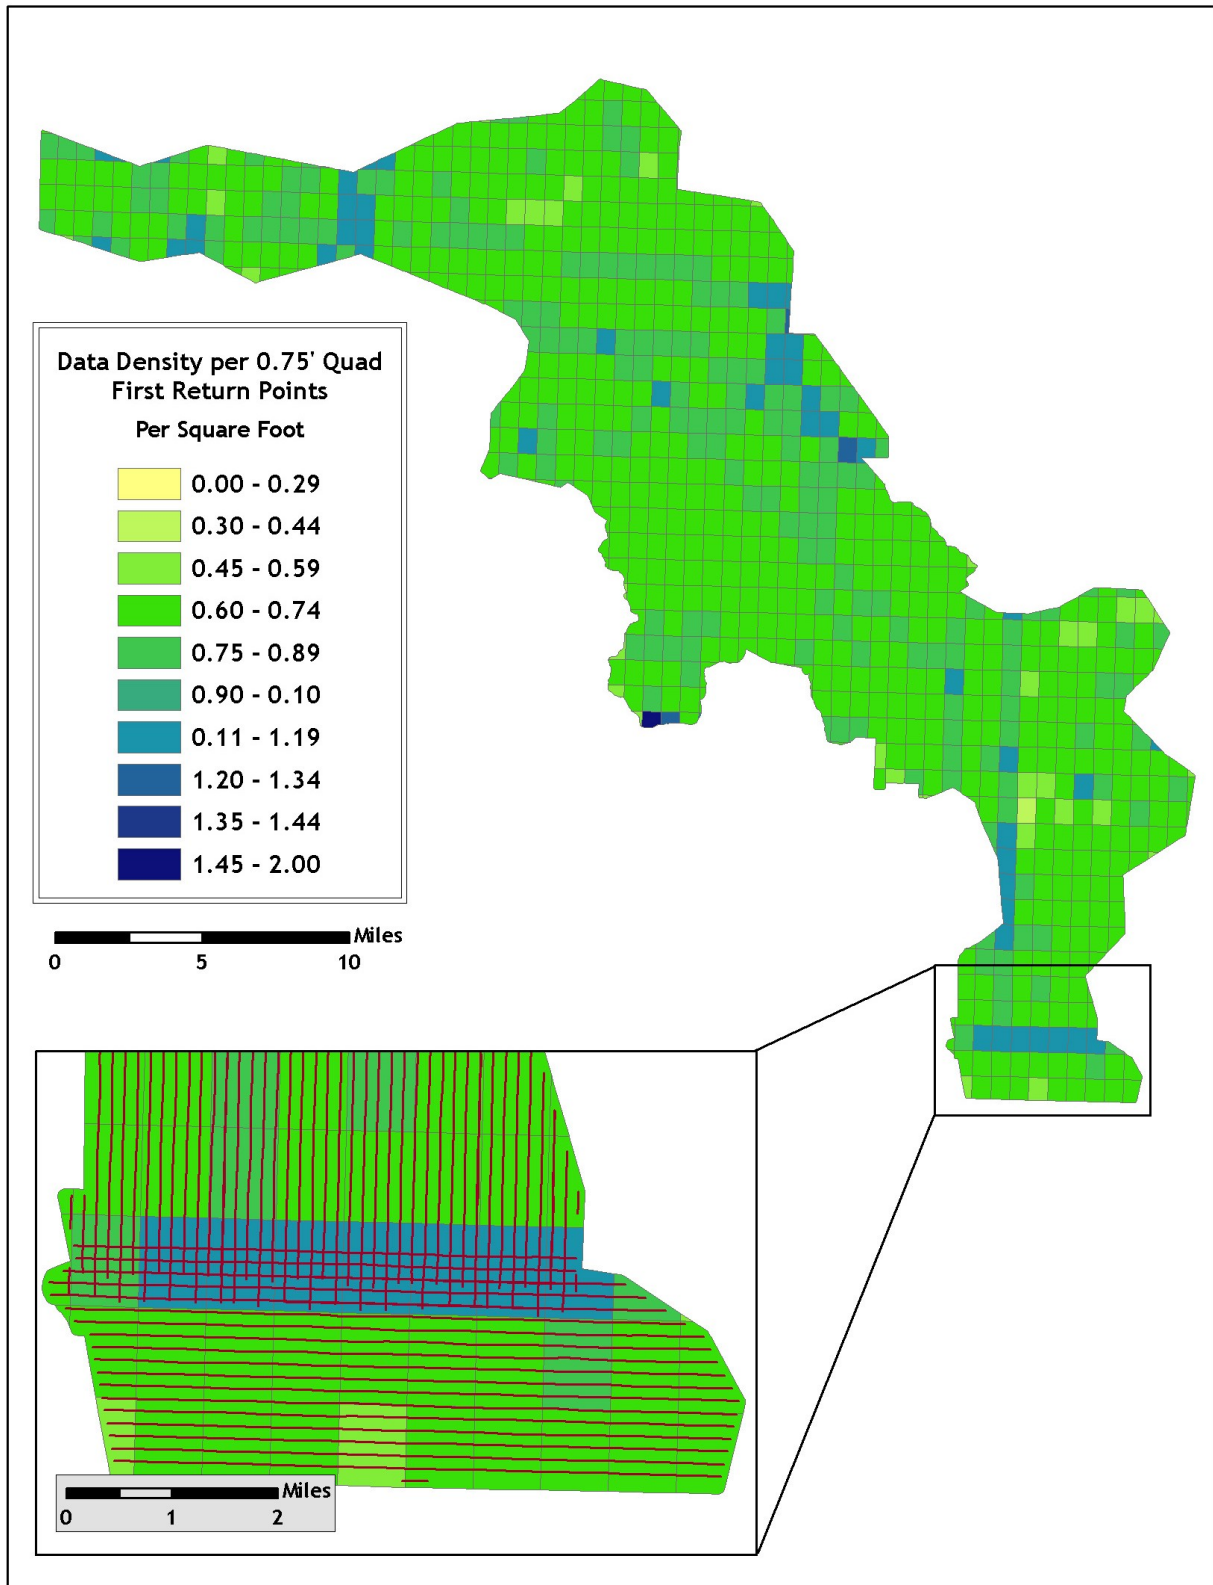 Data Density per 0.75' Quad
First Return Points
Per Square Foot
0.00 - 0.29
0.30 - 0.44
0.45 - 0.59
0.60 - 0.74
0.75 - 0.89
0.90 - 0.10
0.11 - 1.19
1.20 - 1.34
1.35 - 1.44
1.45 - 2.00
Miles
0 5 10
Miles
0 1 2